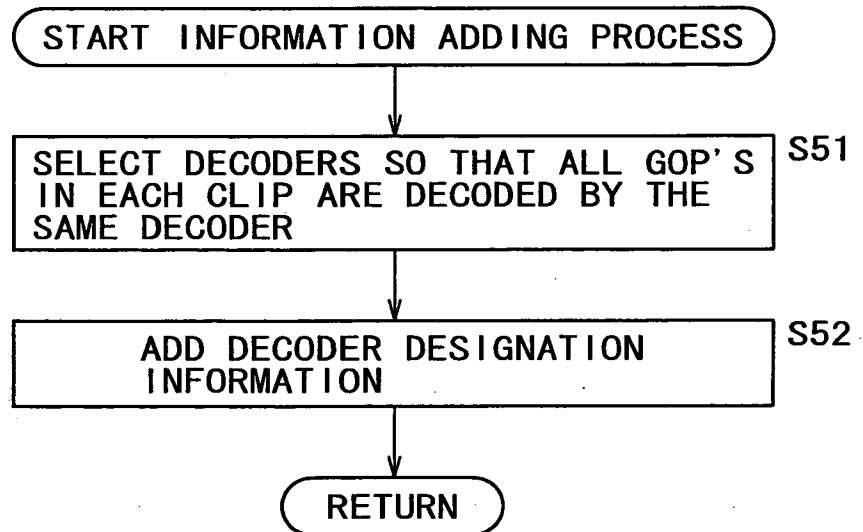 START INFORMATION ADDING PROCESS
SELECT DECODERS SO THAT ALL GOP'S
IN EACH CLIP ARE DECODED BY THE
SAME DECODER
S51
ADD DECODER DESIGNATION
INFORMATION
S52
RETURN